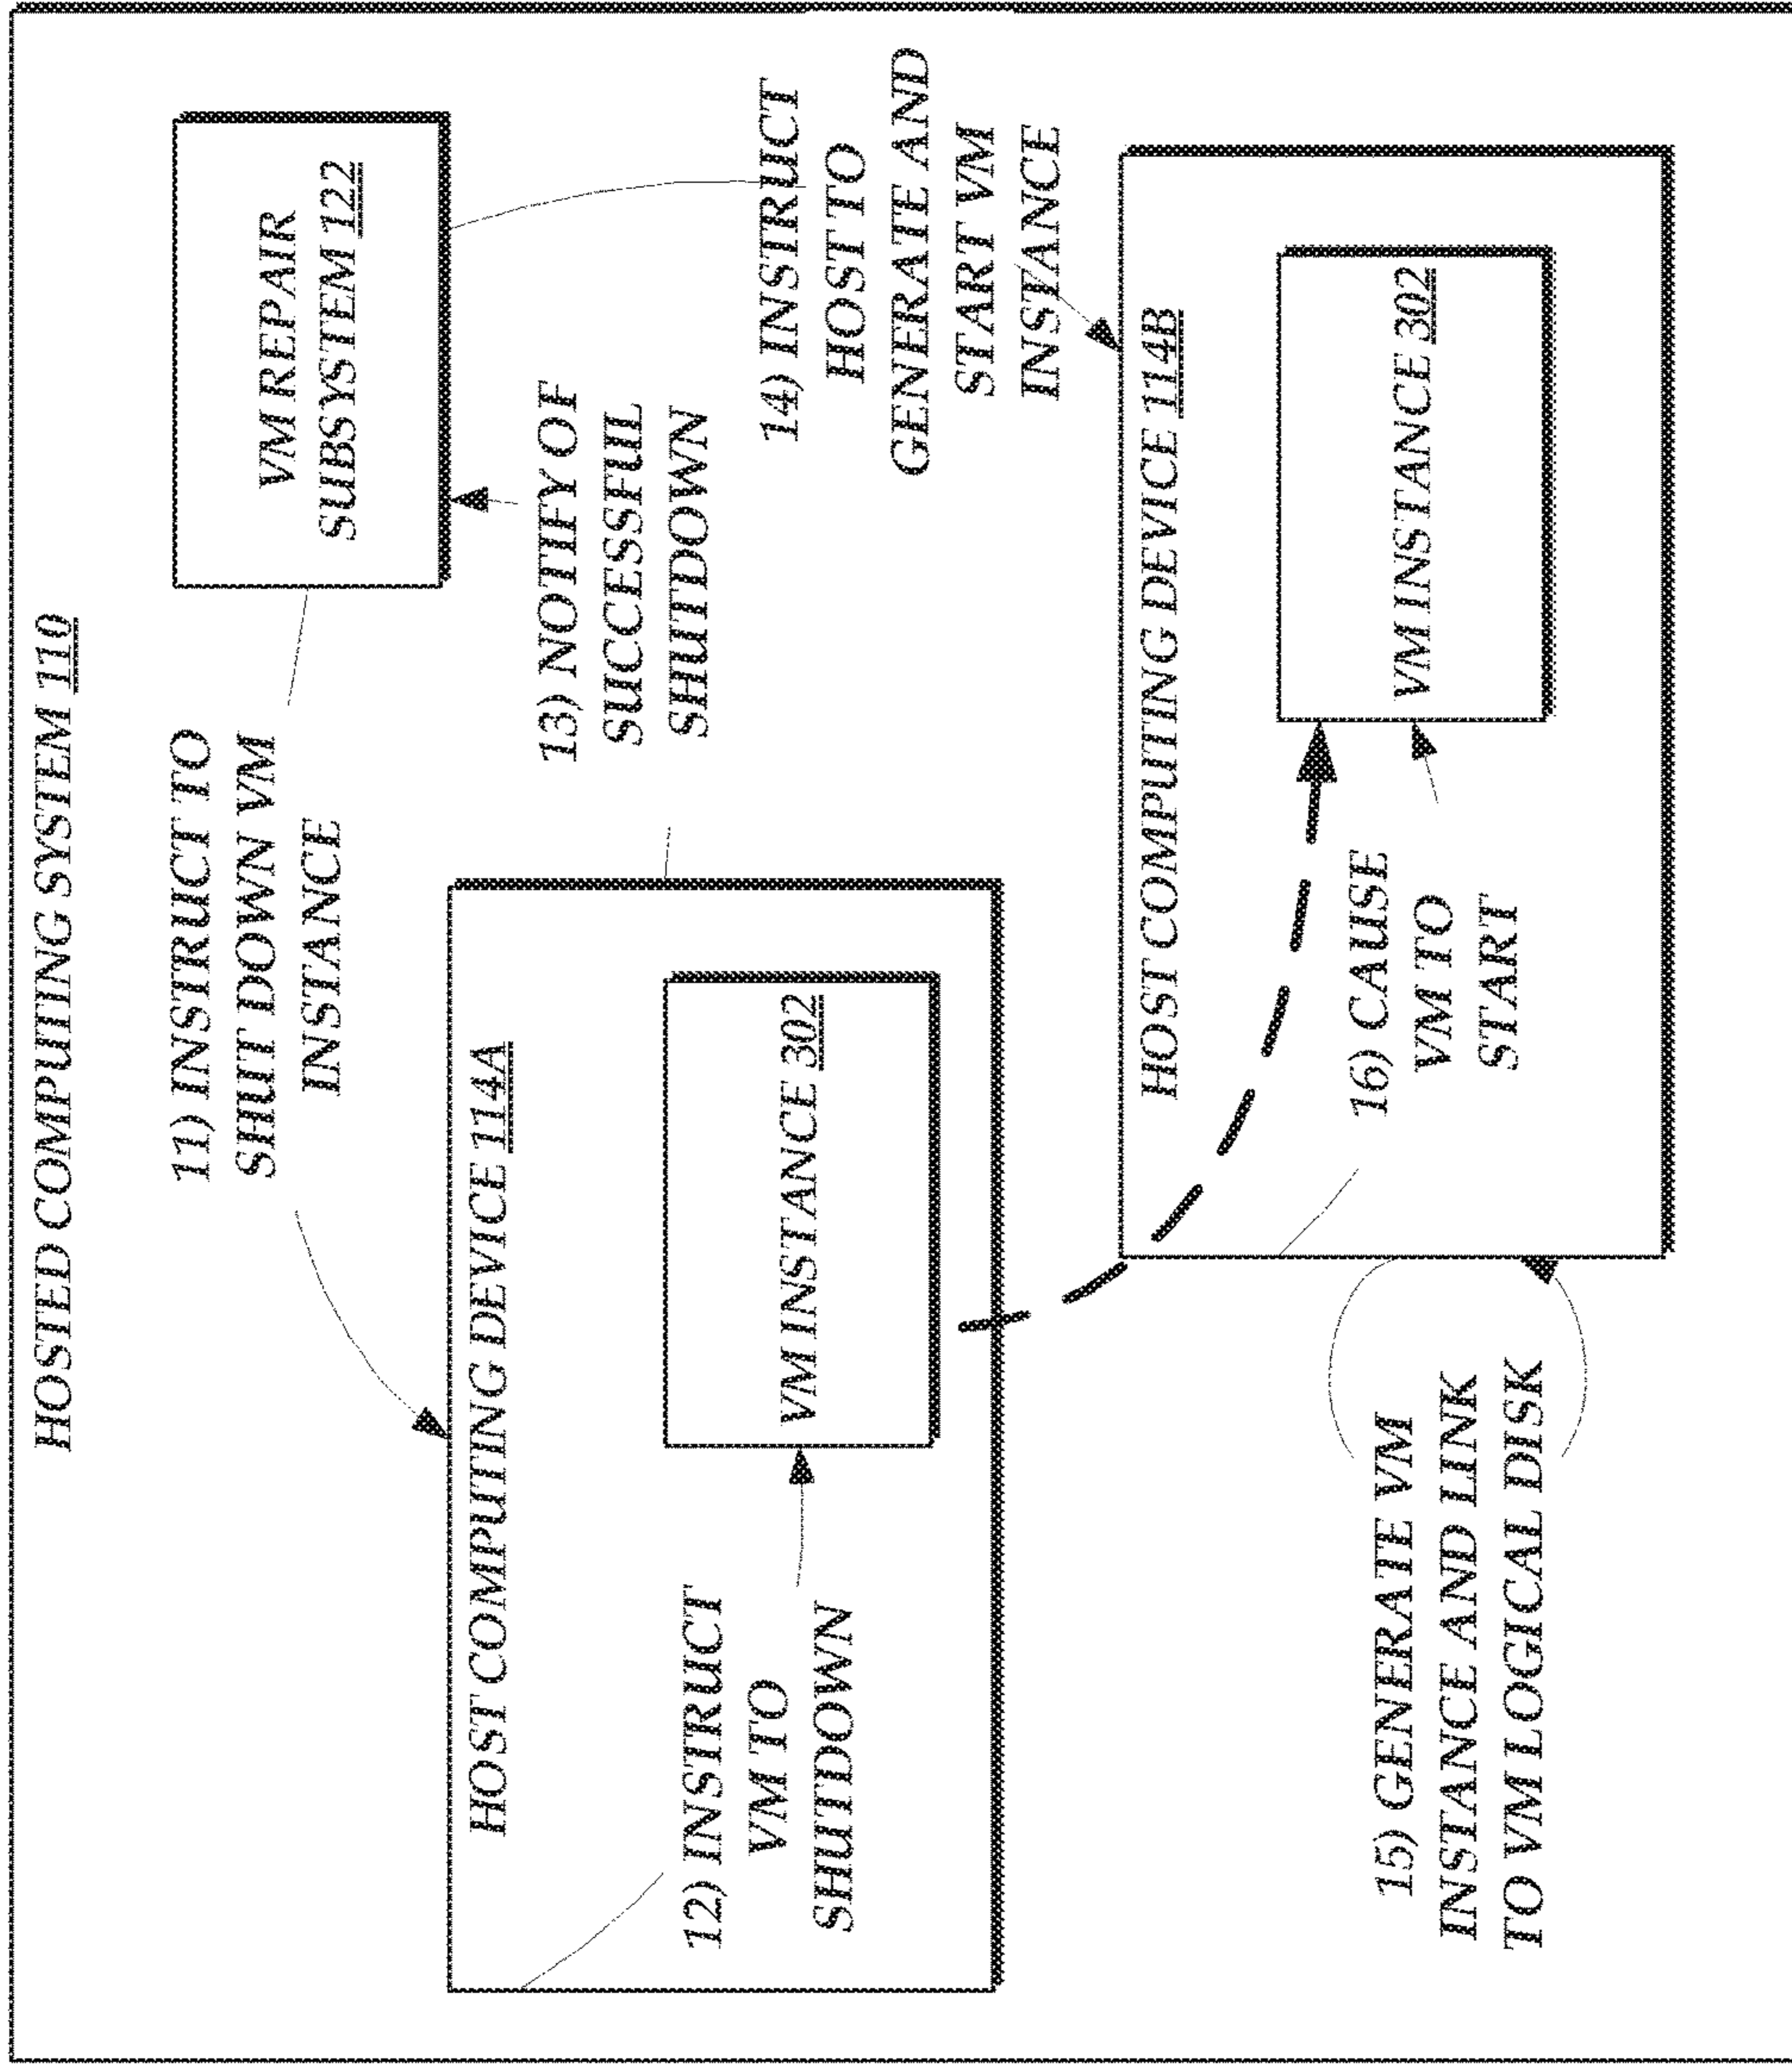 HOSTED COMPUTING SYSTEM 110
11) INSTRUCT TO
SHUT DOWN VM
INSTANCE
VM REPAIR
SUBSYSTEM 122
HOST COMPUTING DEVICE 114A
12) INSTRUCT
VM TO
SHUTDOWN
VM INSTANCE 302
13) NOTIFY OF
SUCCESSFUL
SHUTDOWN
14) INSTRUCT
HOST TO
GENERATE AND
START VM
INSTANCE
HOST COMPUTING DEVICE 114B
15) GENERATE VM
INSTANCE AND LINK
TO VM LOGICAL DISK
16) CAUSE
VM TO
START
VM INSTANCE 302